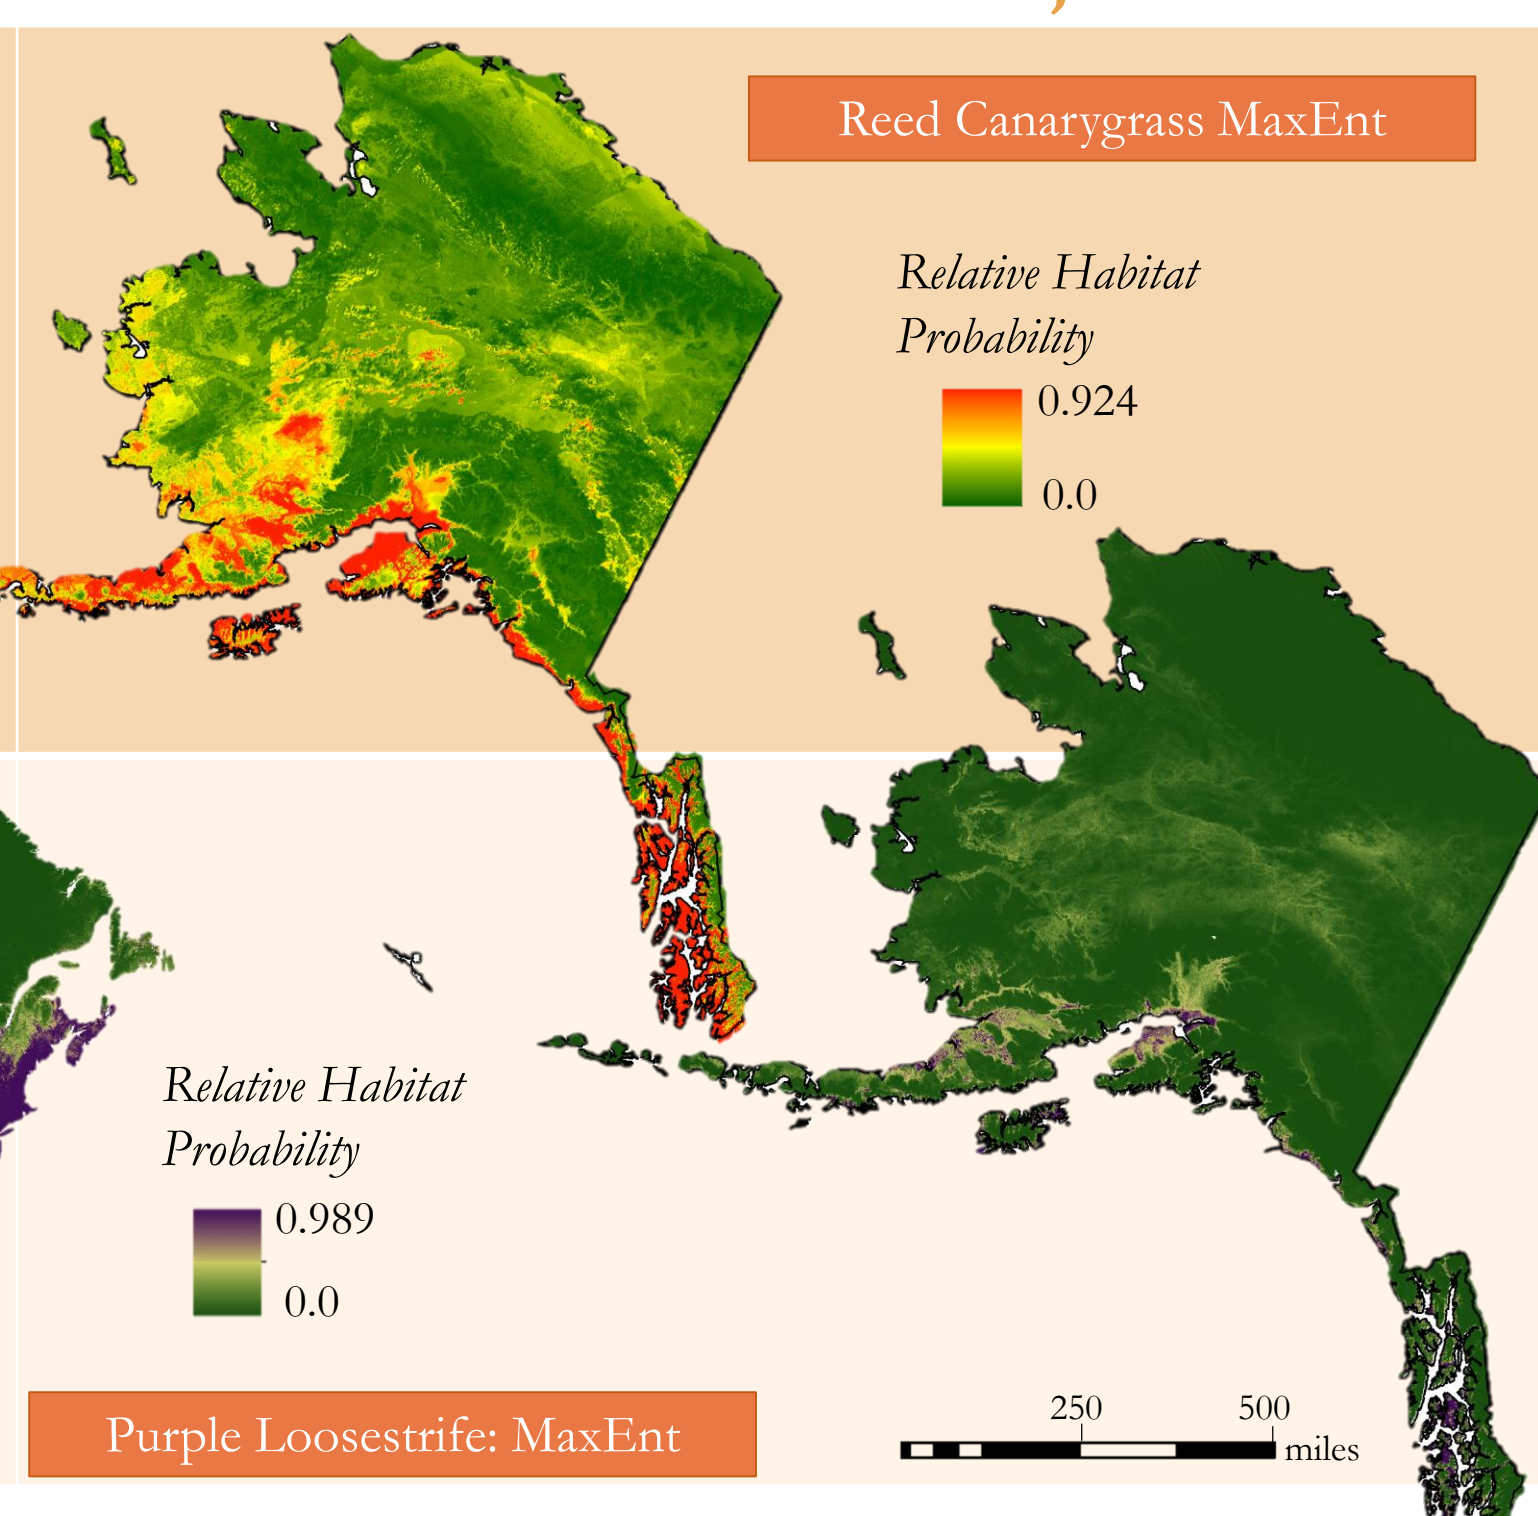 Reed Canarygrass MaxEnt
Relative Habitat
Probability
0.924
0.0
Relative Habitat
Probability
0.989
0.0
Purple Loosestrife: MaxEnt
250 500
miles